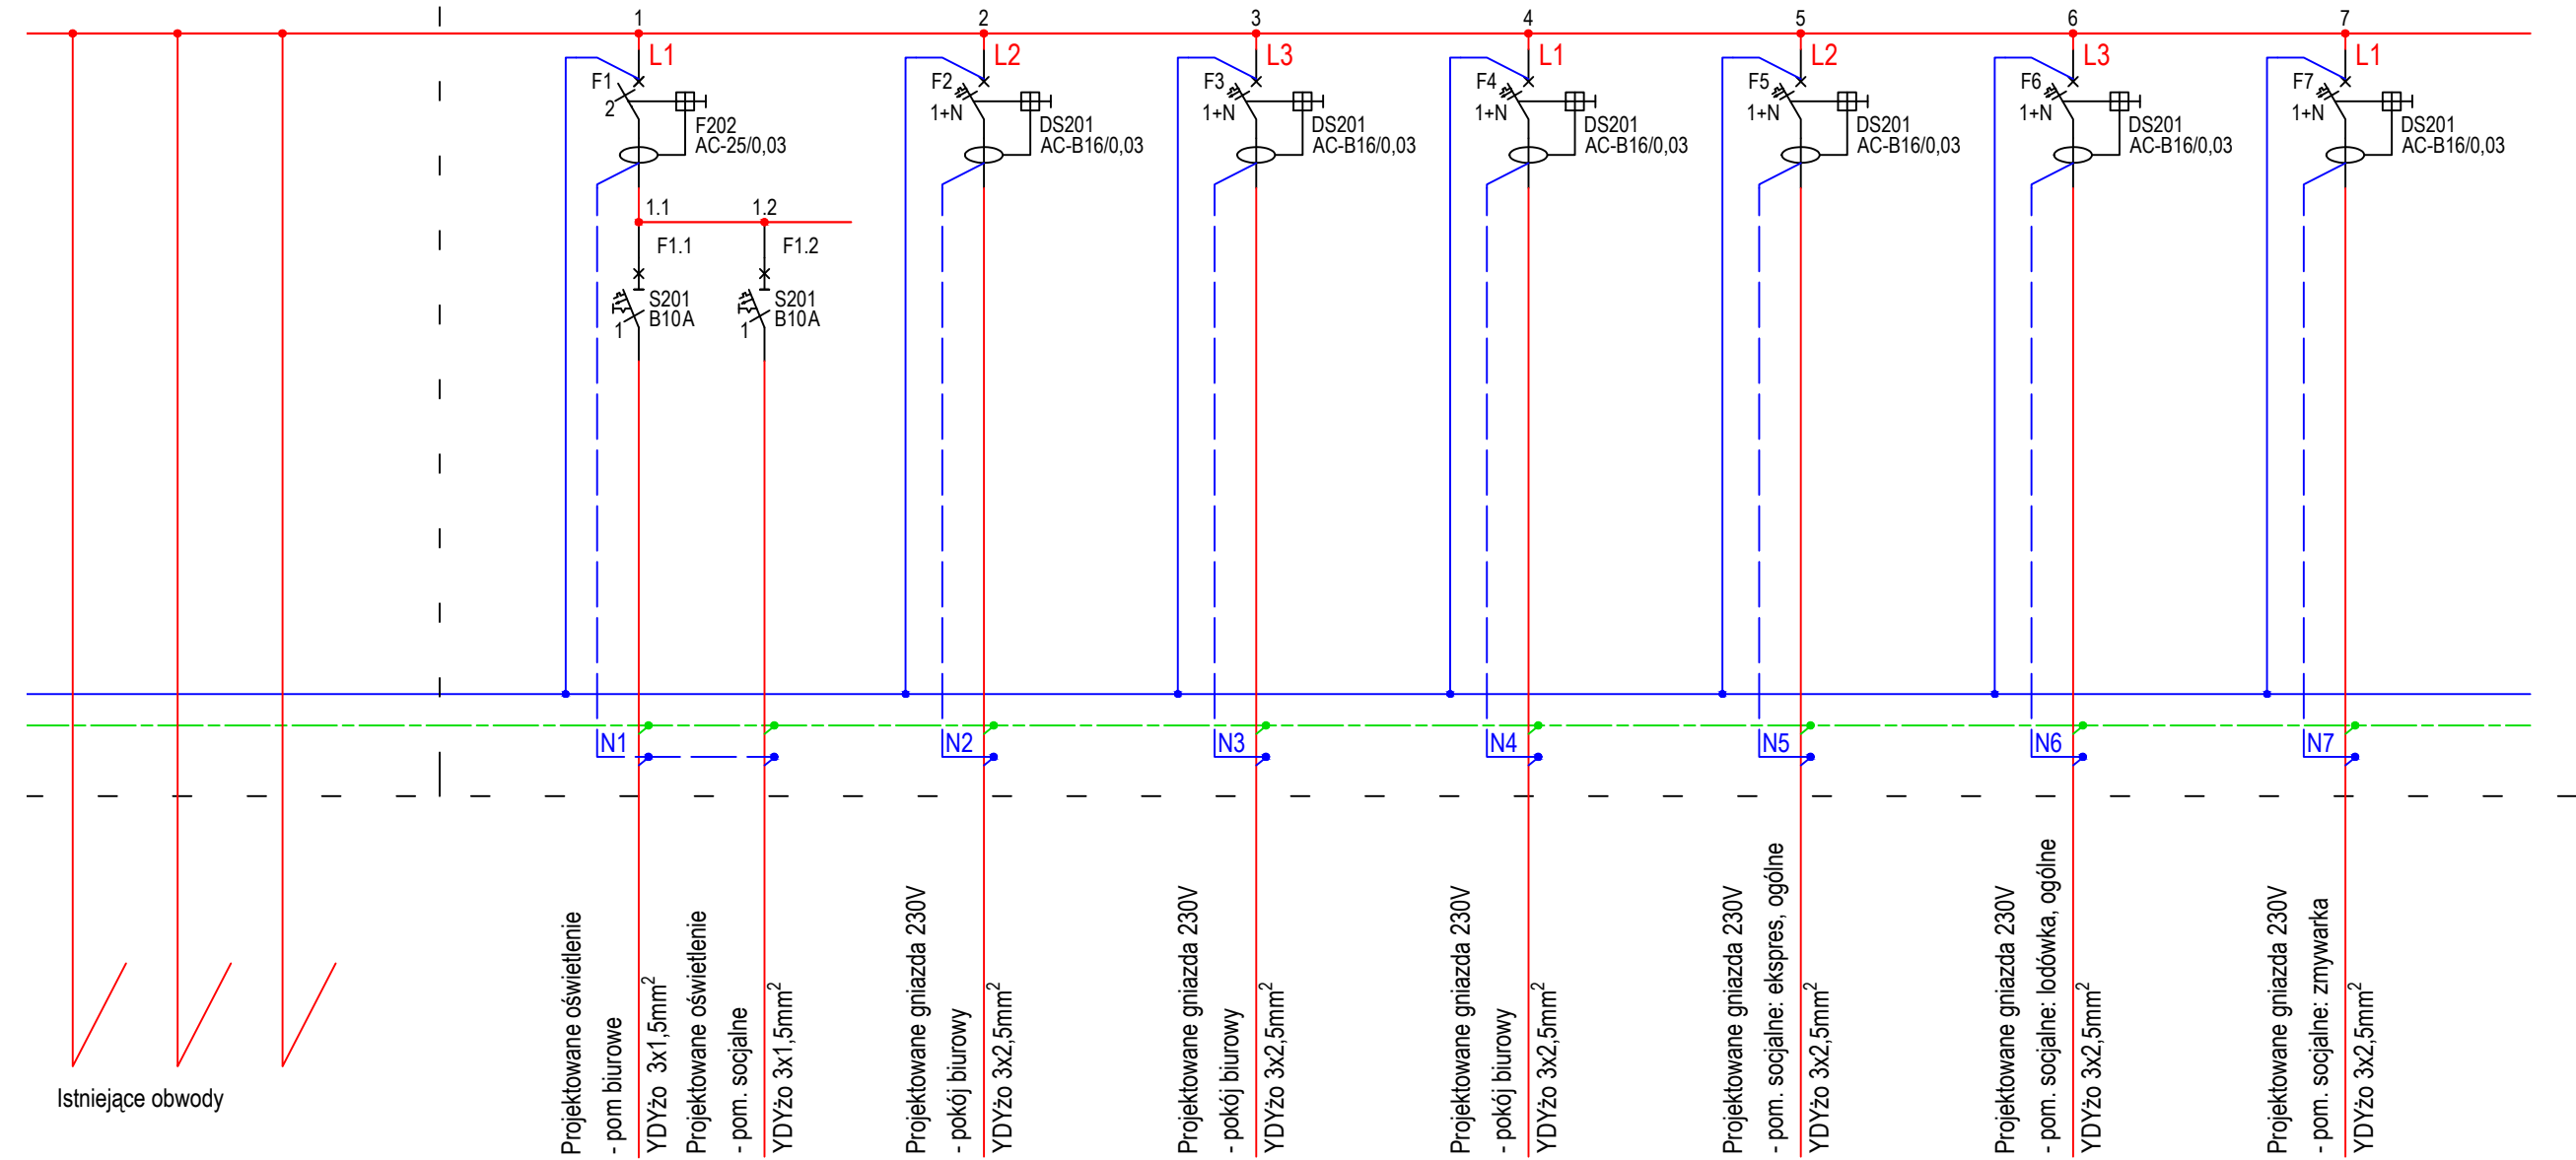 1
2
3
4
5
6
7
L1
L2
L3
L1
L2
L3
L1
F1
2
F202
AC-25/0,03
F2
1+N
DS201
AC-B16/0,03
F3
1+N
DS201
AC-B16/0,03
F4
1+N
DS201
AC-B16/0,03
F5
1+N
DS201
AC-B16/0,03
F6
1+N
DS201
AC-B16/0,03
F7
1+N
DS201
AC-B16/0,03
1.1
1.2
F1.1
F1.2
S201
B10A
1
S201
B10A
1
N1
N2
N3
N4
N5
N6
N7
Istniejące obwody
Projektowane oświetlenie
- pom biurowe
YDYżo 3x1,5mm²
Projektowane oświetlenie
- pom. socjalne
YDYżo 3x1,5mm²
Projektowane gniazda 230V
- pokój biurowy
YDYżo 3x2,5mm²
Projektowane gniazda 230V
- pokój biurowy
YDYżo 3x2,5mm²
Projektowane gniazda 230V
- pokój biurowy
YDYżo 3x2,5mm²
Projektowane gniazda 230V
- pom. socjalne: ekspres, ogólne
YDYżo 3x2,5mm²
Projektowane gniazda 230V
- pom. socjalne: lodówka, ogólne
YDYżo 3x2,5mm²
Projektowane gniazda 230V
- pom. socjalne: zmywarka
YDYżo 3x2,5mm²